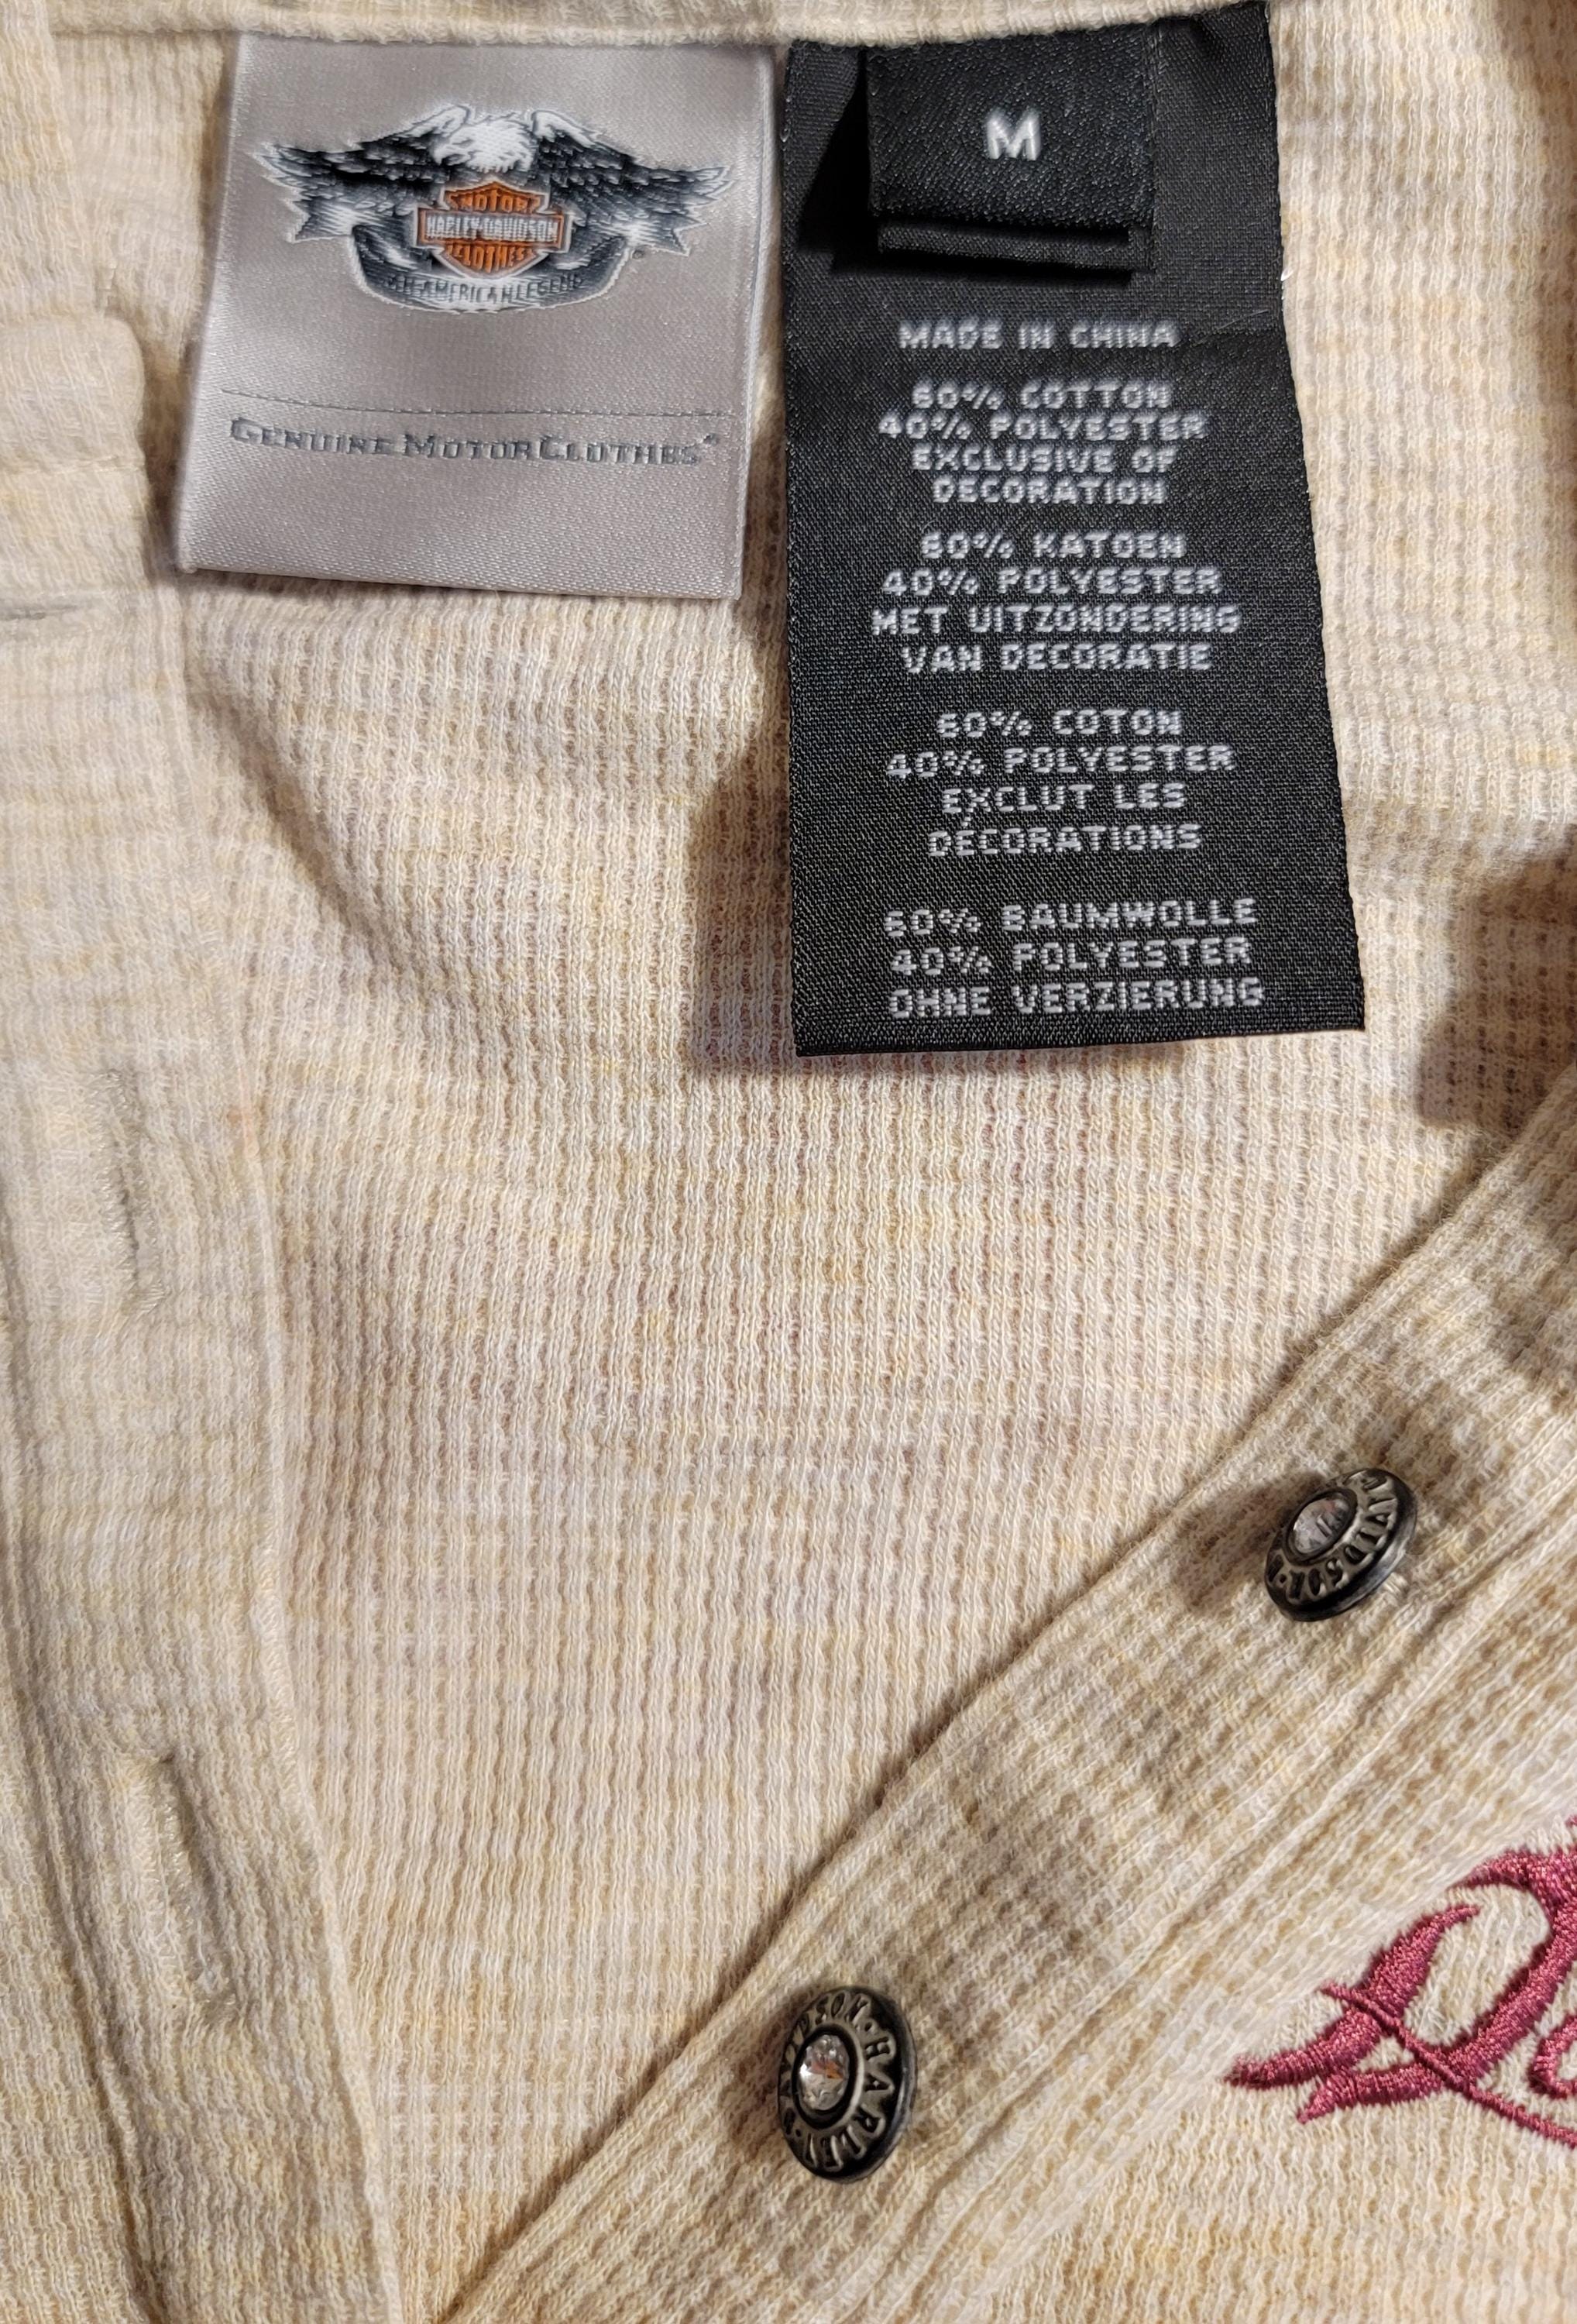 MOTOR
HARLEY-DAVIDSON
CLOTHES
AN AMERICAN LEGEND
GENUINE MOTORCLOTHES®
M
MADE IN CHINA
60% COTTON
40% POLYESTER
EXCLUSIVE OF
DECORATION
60% KATOEN
40% POLYESTER
MET UITZONDERING
VAN DECORATIE
60% COTON
40% POLYESTER
EXCLUT LES
DÉCORATIONS
60% BAUMWOLLE
40% POLYESTER
OHNE VERZIERUNG
DAVIDSON
HARLEY · DAVIDSON